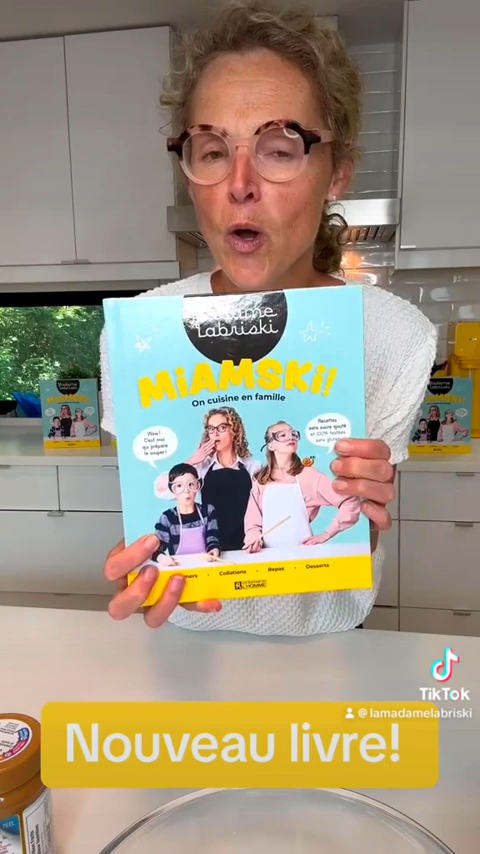 Madame
Labriski
MiAMSKi!
On cuisine en famille
Wow!
C'est moi
qui prépare
le souper!
Recettes
sans sucre ajouté
et 100% testées
sans gluten
Collations • Repas • Desserts
L'HOMME
TikTok
@lamadamelabriski
Nouveau livre!
PEEL